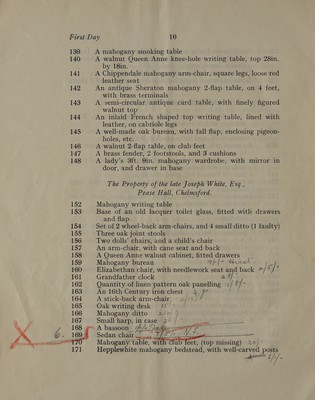 First Day 10
139 A mahogany smoking table
140 A walnut Queen Anne knee-hole writing table, top 28in.
by 18in.
141 A Chippendale mahogany arm-chair, square legs, loose red
leather seat
142 An antique Sheraton mahogany 2-flap table, on 4 feet,
with brass terminals
143 A semi-circular antique card table, with finely figured
walnut top
144 An inlaid French shaped top writing table, lined with
leather, on cabriole legs
145 A well-made oak bureau, with fall flap, enclosing pigeon-
holes, etc.
146 A walnut 2-flap table, on club feet
147 A brass fender, 2 footstools, and 3 cushions
148 A lady's 3ft. 9in. mahogany wardrobe, with mirror in
door, and drawer in base
The Property of the late Joseph White, Esq.,
Pease Hall, Chelmsford.
152 Mahogany writing table
153 Base of an old lacquer toilet glass, fitted with drawers
and flap
154 Set of 2 wheel-back arm-chairs, and 4 small ditto (1 faulty)
155 Three oak joint stools
156 Two dolls' chairs, and a child's chair
157 An arm-chair, with cane seat and back
158 A Queen Anne walnut cabinet, fitted drawers
159 Mahogany bureau
160 Elizabethan chair, with needlework seat and back
161 Grandfather clock
162 Quantity of linen pattern oak panelling
163 An 16th Century iron chest
164 A stick-back arm-chair
165 Oak writing desk
166 Mahogany ditto
167 Small harp, in case
X 6. 168 A bassoon
169 Sedan chair
170 Mahogany table, with club feet, (top missing)
171 Hepplewhite mahogany bedstead, with well-carved posts